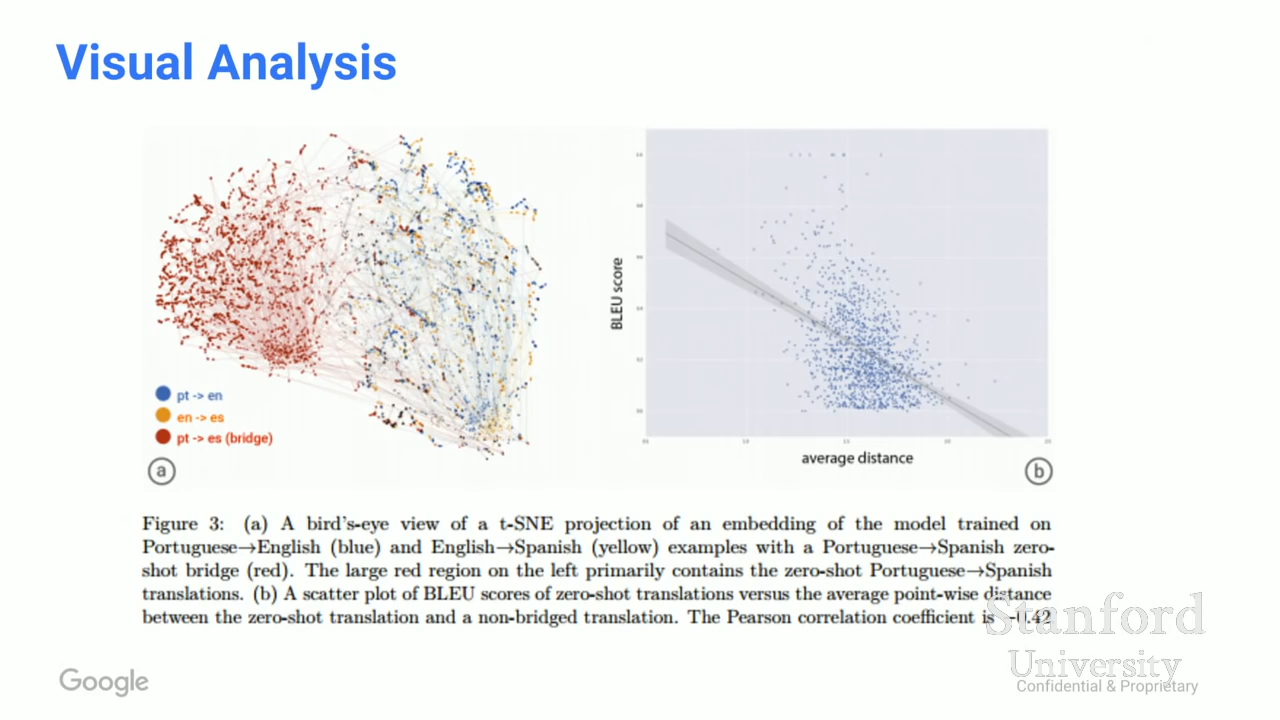 Visual Analysis
BLEU score
average distance
pt -> en
en -> es
pt -> es (bridge)
a
b
Figure 3: (a) A bird's-eye view of a t-SNE projection of an embedding of the model trained on
Portuguese→English (blue) and English→Spanish (yellow) examples with a Portuguese→Spanish zero-
shot bridge (red). The large red region on the left primarily contains the zero-shot Portuguese→Spanish
translations. (b) A scatter plot of BLEU scores of zero-shot translations versus the average point-wise distance
between the zero-shot translation and a non-bridged translation. The Pearson correlation coefficient is −0.42
Stanford
University
Google
Confidential & Proprietary